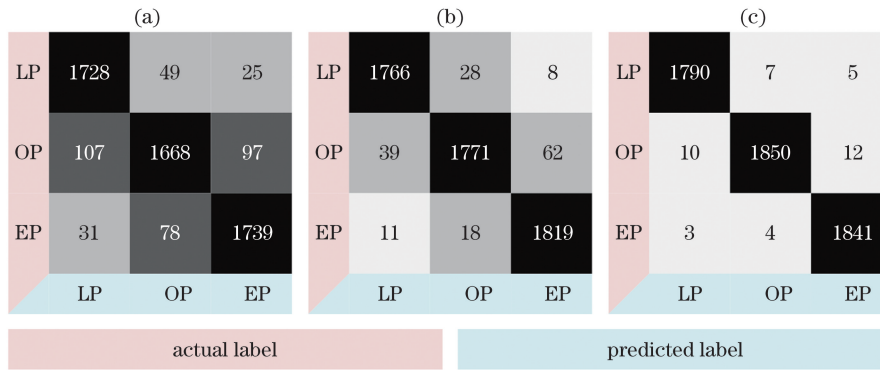 (a) (b) (c)
LP 1728 49 25 LP 1766 28 8 LP 1790 7 5
OP 107 1668 97 OP 39 1771 62 OP 10 1850 12
EP 31 78 1739 EP 11 18 1819 EP 3 4 1841
LP OP EP LP OP EP LP OP EP
actual label predicted label